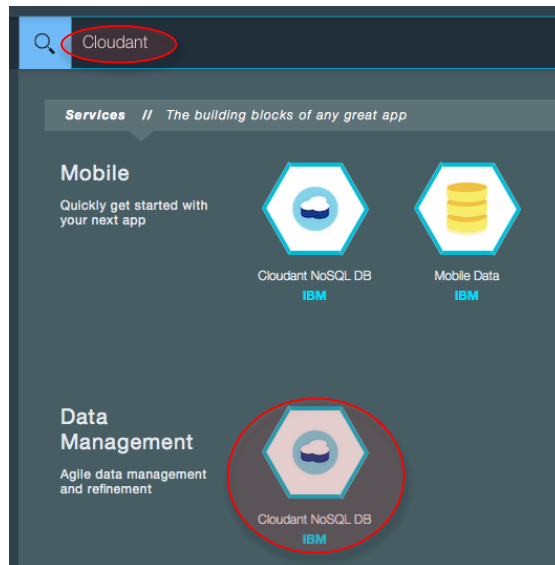 Cloudant
Services // The building blocks of any great app
Mobile
Quickly get started with
your next app
Cloudant NoSQL DB
IBM
Mobile Data
IBM
Data
Management
Agile data management
and refinement
Cloudant NoSQL DB
IBM